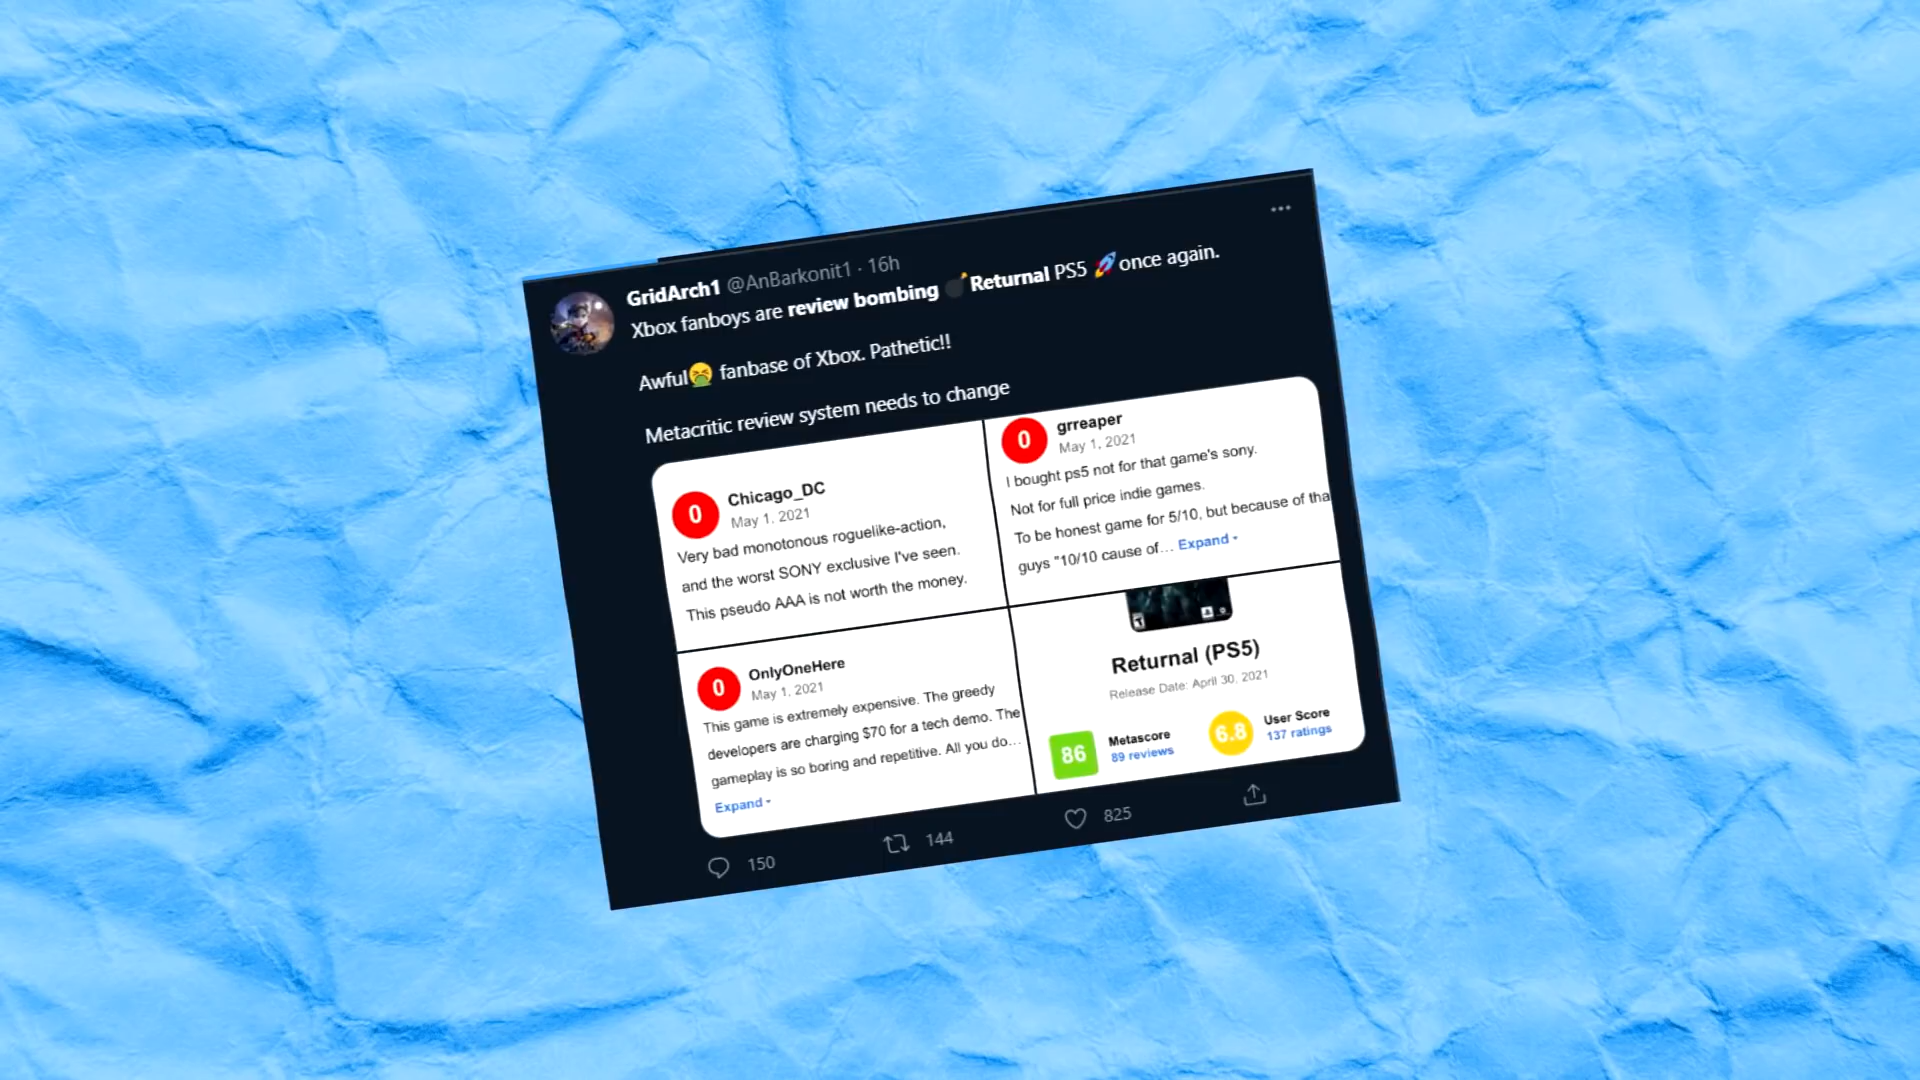 GridArch1 @AnBarkonit1 · 16h
Xbox fanboys are review bombing 💣Returnal PS5 🚀once again.
Awful🤮 fanbase of Xbox. Pathetic!!
Metacritic review system needs to change
0 Chicago_DC
May 1, 2021
Very bad monotonous roguelike-action,
and the worst SONY exclusive I've seen.
This pseudo AAA is not worth the money.
0 grreaper
May 1, 2021
I bought ps5 not for that game's sony.
Not for full price indie games.
To be honest game for 5/10, but because of tha
guys "10/10 cause of... Expand
0 OnlyOneHere
May 1, 2021
This game is extremely expensive. The greedy
developers are charging $70 for a tech demo. The
gameplay is so boring and repetitive. All you do...
Expand
Returnal (PS5)
Release Date: April 30, 2021
86 Metascore
89 reviews
6.8 User Score
137 ratings
150 144 825